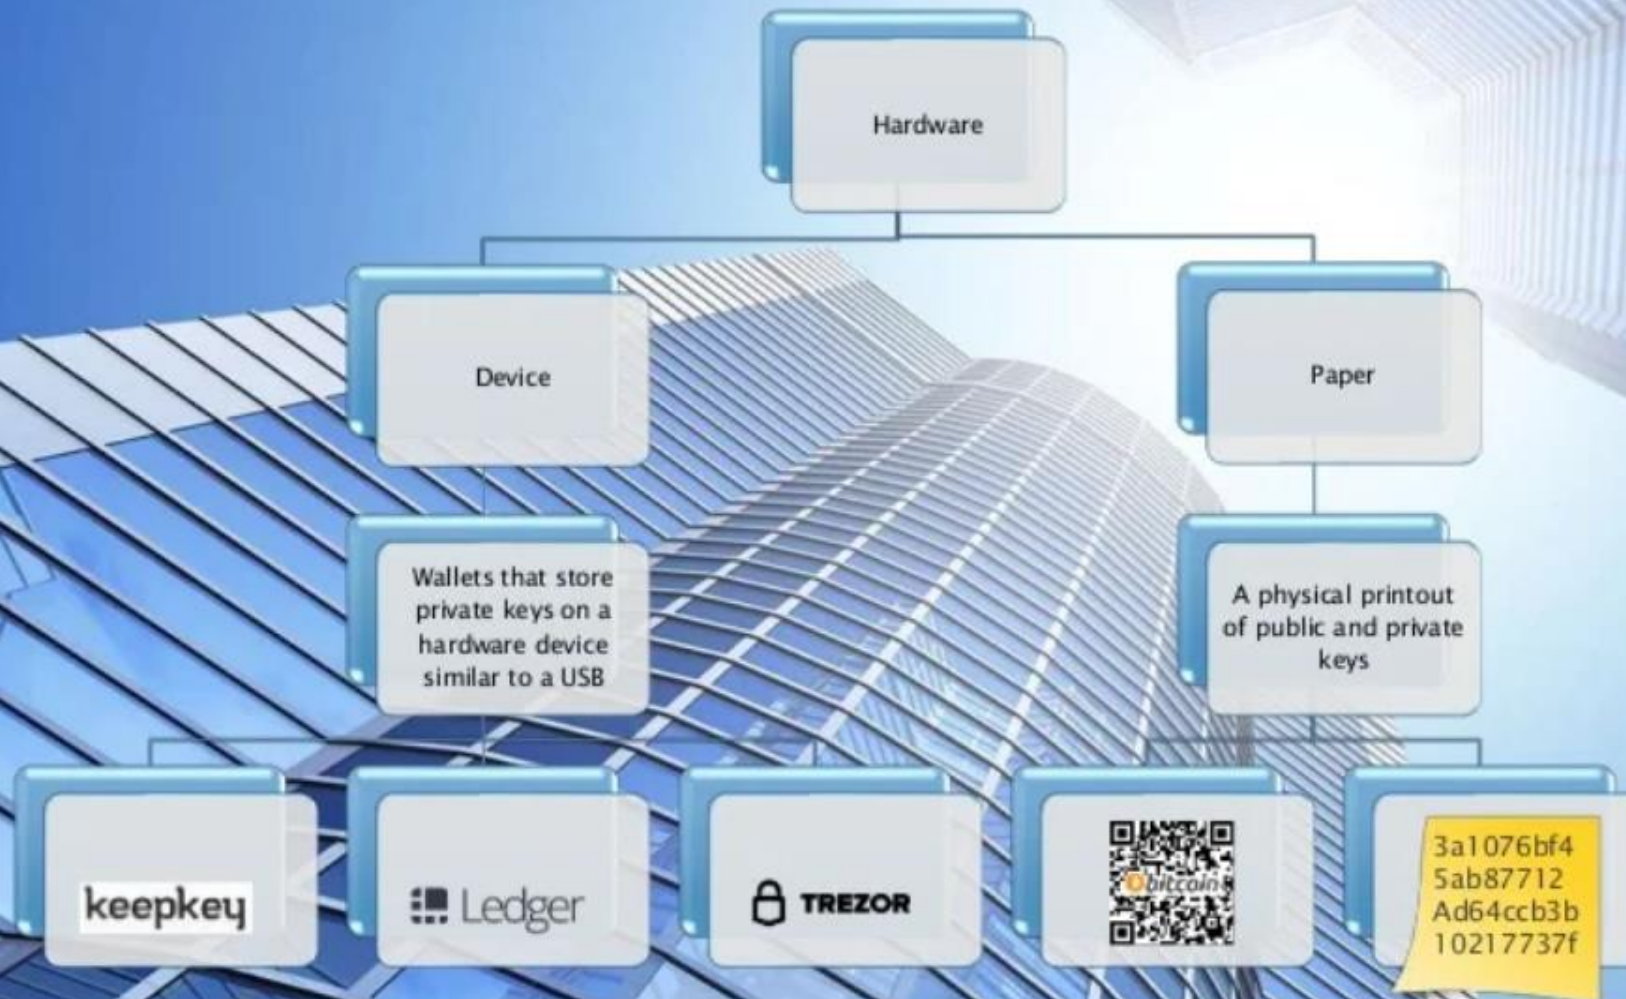 Hardware
Device
Paper
Wallets that store
private keys on a
hardware device
similar to a USB
A physical printout
of public and private
keys
keepkey
Ledger
TREZOR
bitcoin
3a1076bf4
5ab87712
Ad64ccb3b
10217737f